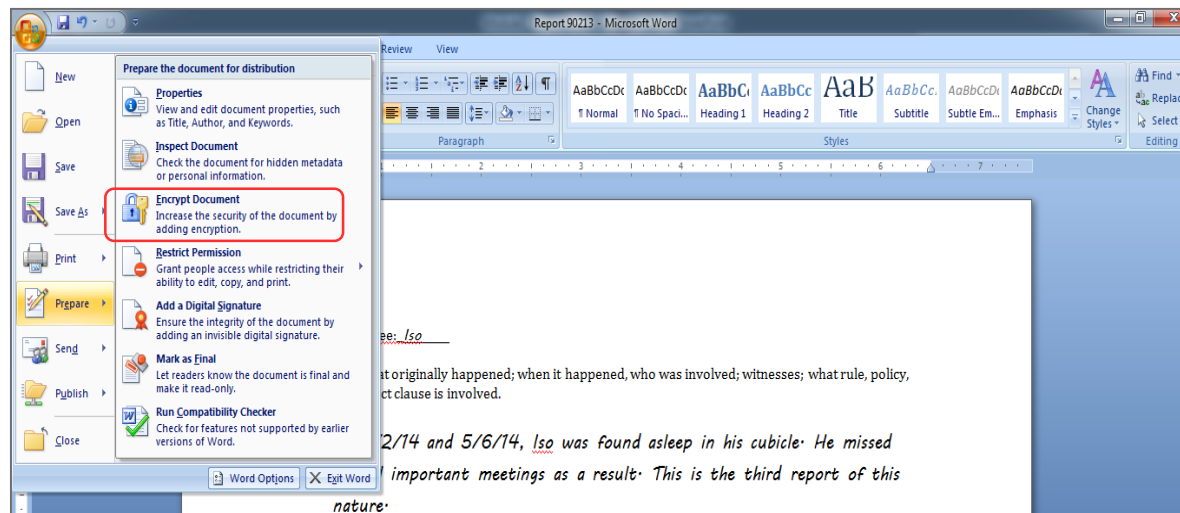 Report 90213 - Microsoft Word
Review View
New
Open
Save
Save As
Print
Prepare
Send
Publish
Close
Prepare the document for distribution
Properties
View and edit document properties, such
as Title, Author, and Keywords.
Inspect Document
Check the document for hidden metadata
or personal information.
Encrypt Document
Increase the security of the document by
adding encryption.
Restrict Permission
Grant people access while restricting their
ability to edit, copy, and print.
Add a Digital Signature
Ensure the integrity of the document by
adding an invisible digital signature.
Mark as Final
Let readers know the document is final and
make it read-only.
Run Compatibility Checker
Check for features not supported by earlier
versions of Word.
Word Options Exit Word
AaBbCcDc AaBbCcDc AaBbC AaBbCc AaB AaBbCc. AaBbCcDc AaBbCcDc
¶ Normal ¶ No Spaci... Heading 1 Heading 2 Title Subtitle Subtle Em... Emphasis
Change
Styles
Find
Replac
Select
Paragraph Styles Editing
1 2 3 4 5 6 7
ee: Iso
at originally happened; when it happened, who was involved; witnesses; what rule, policy,
ct clause is involved.
2/14 and 5/6/14, Iso was found asleep in his cubicle. He missed
important meetings as a result. This is the third report of this
nature.